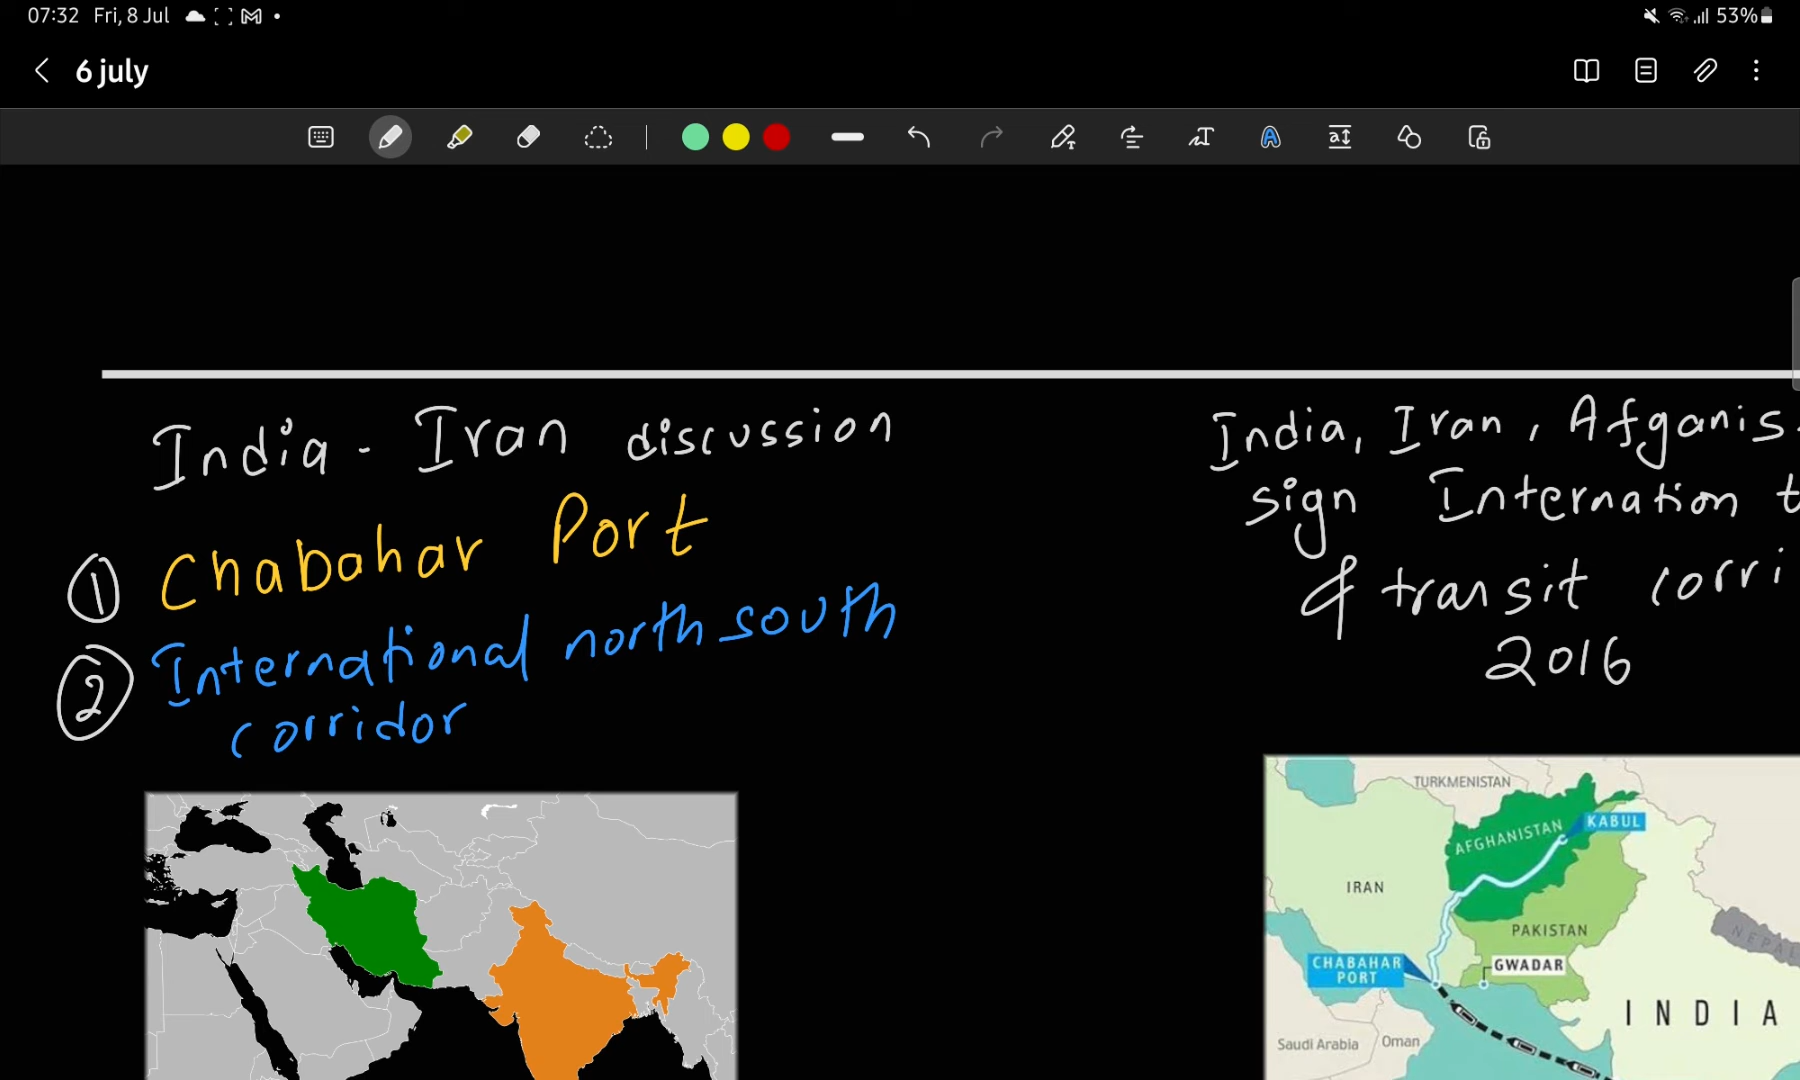 07:32 Fri, 8 Jul
53%
6 july
India - Iran discussion
① Chabahar Port
② International north south
corridor
India, Iran, Afganis
sign Internation t
& transit corri
2016
TURKMENISTAN
AFGHANISTAN
KABUL
IRAN
PAKISTAN
NEPAL
CHABAHAR
PORT
GWADAR
INDIA
Saudi Arabia
Oman